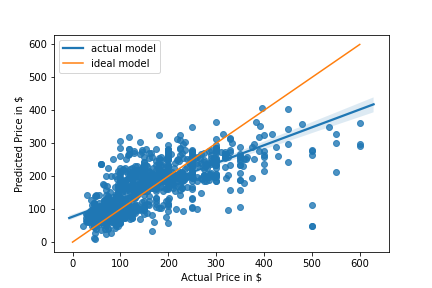 actual model
ideal model
600
500
400
300
200
100
0
Predicted Price in $
0 100 200 300 400 500 600
Actual Price in $